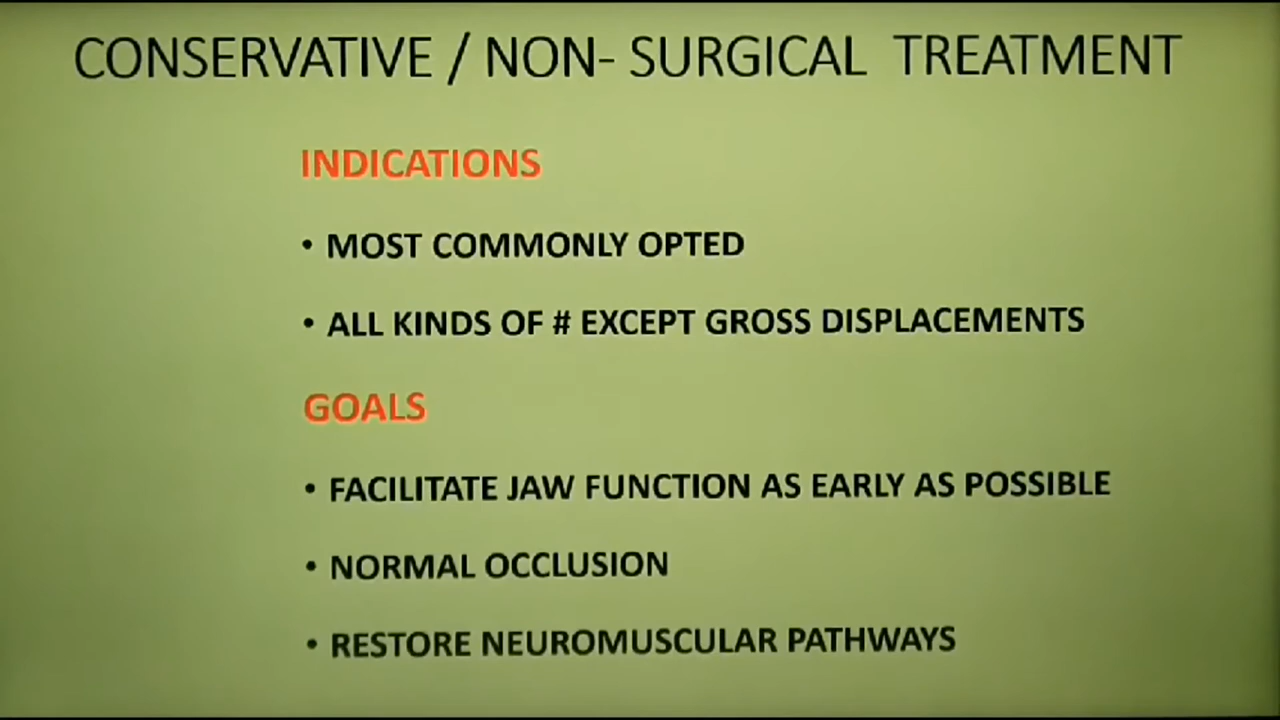 CONSERVATIVE / NON- SURGICAL TREATMENT
INDICATIONS
• MOST COMMONLY OPTED
• ALL KINDS OF # EXCEPT GROSS DISPLACEMENTS
GOALS
• FACILITATE JAW FUNCTION AS EARLY AS POSSIBLE
• NORMAL OCCLUSION
• RESTORE NEUROMUSCULAR PATHWAYS